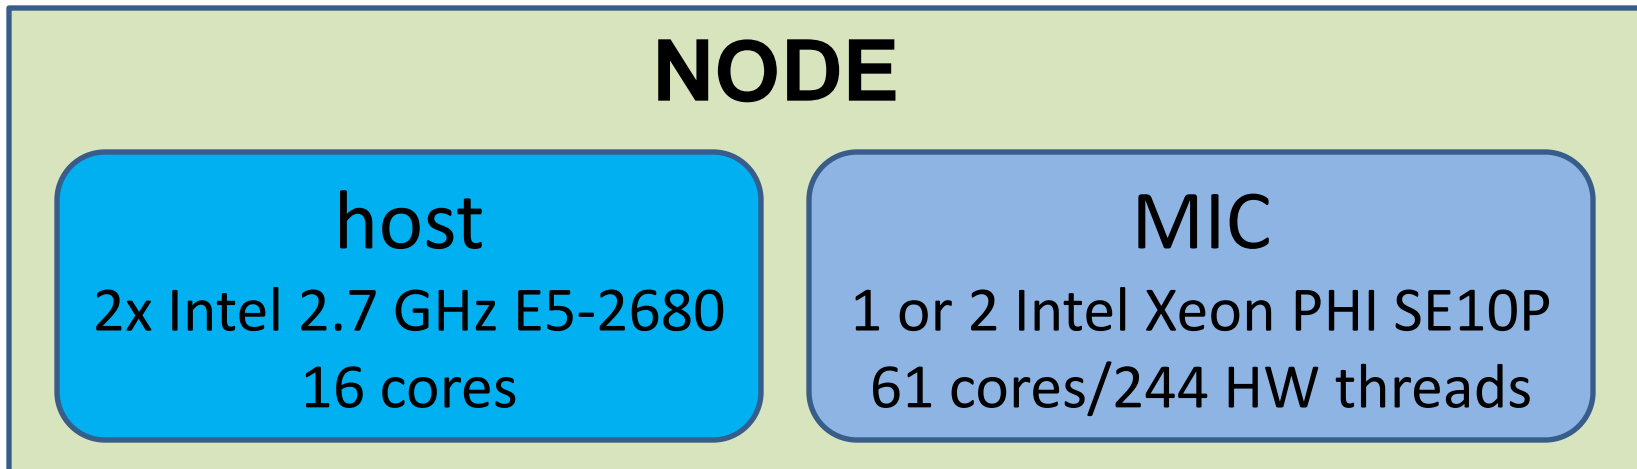 NODE
host
2x Intel 2.7 GHz E5-2680
16 cores
MIC
1 or 2 Intel Xeon PHI SE10P
61 cores/244 HW threads